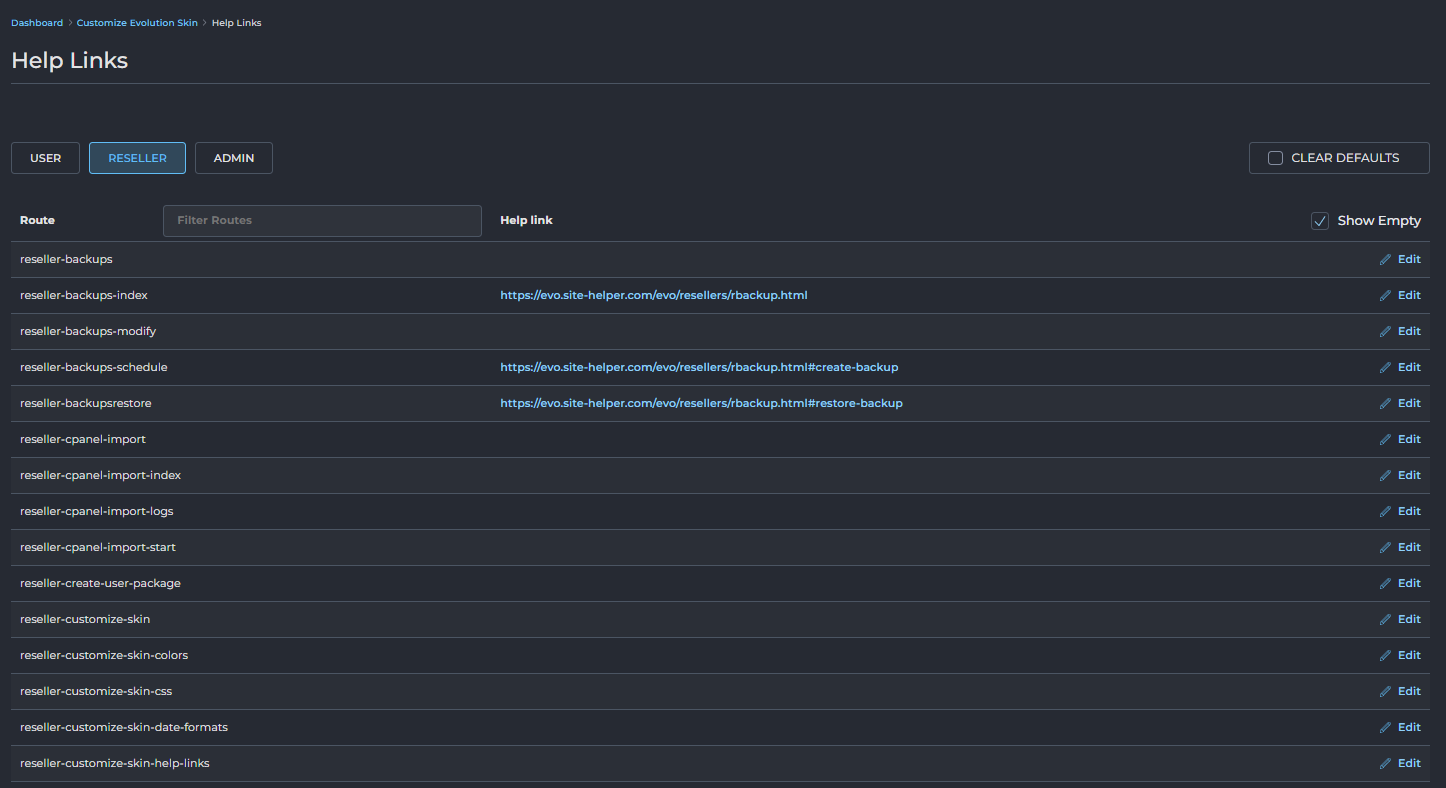 Dashboard > Customize Evolution Skin > Help Links
Help Links
USER RESELLER ADMIN CLEAR DEFAULTS
Route Filter Routes Help link Show Empty
reseller-backups Edit
reseller-backups-index https://evo.site-helper.com/evo/resellers/rbackup.html Edit
reseller-backups-modify Edit
reseller-backups-schedule https://evo.site-helper.com/evo/resellers/rbackup.html#create-backup Edit
reseller-backupsrestore https://evo.site-helper.com/evo/resellers/rbackup.html#restore-backup Edit
reseller-cpanel-import Edit
reseller-cpanel-import-index Edit
reseller-cpanel-import-logs Edit
reseller-cpanel-import-start Edit
reseller-create-user-package Edit
reseller-customize-skin Edit
reseller-customize-skin-colors Edit
reseller-customize-skin-css Edit
reseller-customize-skin-date-formats Edit
reseller-customize-skin-help-links Edit